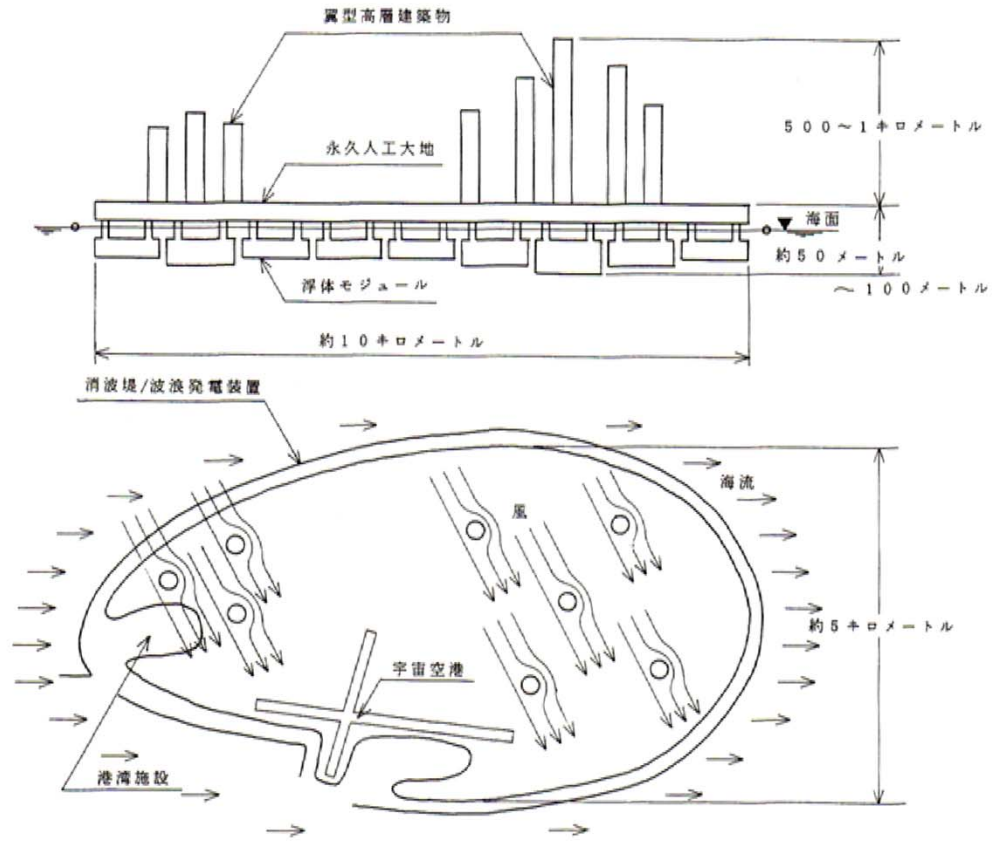 翼型高層建築物
500～1キロメートル
永久人工大地
海面
約50メートル
～100メートル
浮体モジュール
約10キロメートル
消波堤/波浪発電装置
海流
風
約5キロメートル
宇宙空港
港湾施設